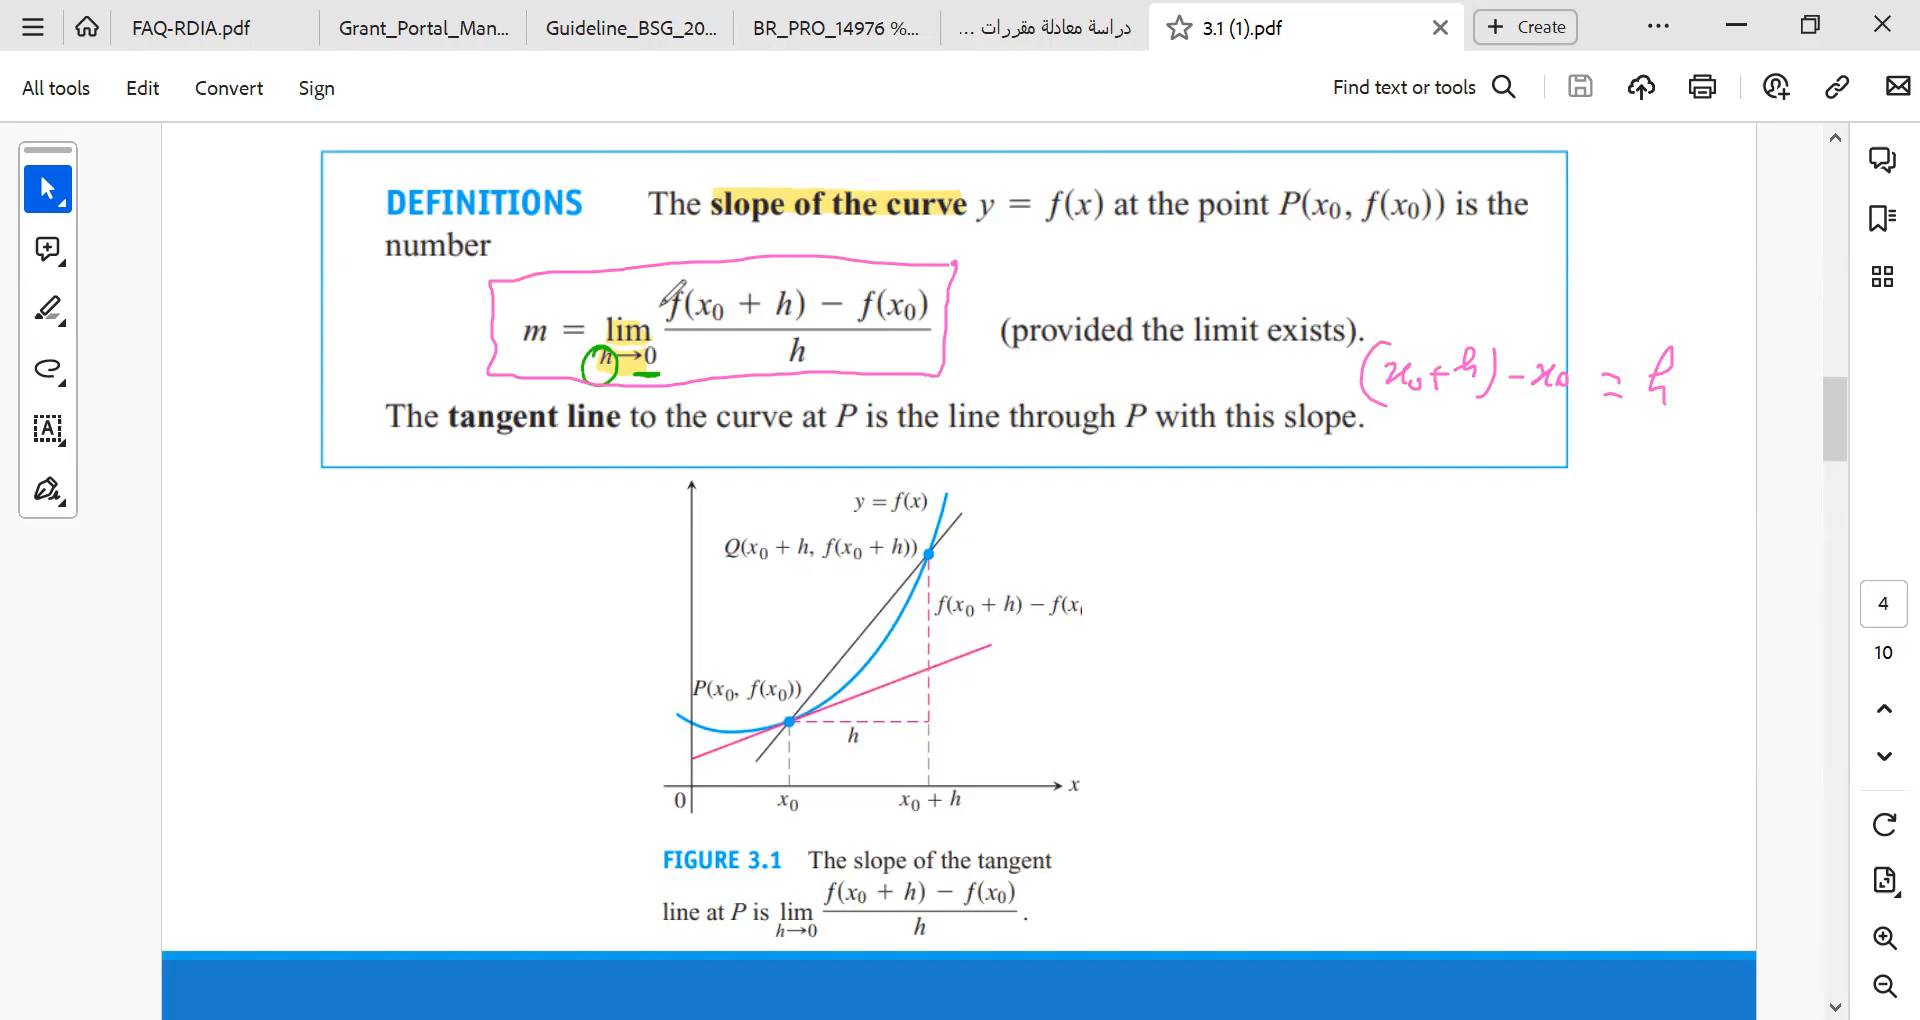 FAQ-RDIA.pdf Grant_Portal_Man... Guideline_BSG_20... BR_PRO_14976 %... دراسة معادلة مقررات ... 3.1 (1).pdf Create
All tools Edit Convert Sign Find text or tools
DEFINITIONS The slope of the curve y = f(x) at the point P(x₀, f(x₀)) is the
number
m = lim h→0 (f(x₀ + h) − f(x₀)) / h (provided the limit exists).
(x₀+h) - x₀ = h
The tangent line to the curve at P is the line through P with this slope.
y = f(x)
Q(x₀ + h, f(x₀ + h))
f(x₀ + h) − f(x
4
10
P(x₀, f(x₀))
h
0 x₀ x₀ + h x
FIGURE 3.1 The slope of the tangent
line at P is lim h→0 (f(x₀ + h) − f(x₀)) / h .